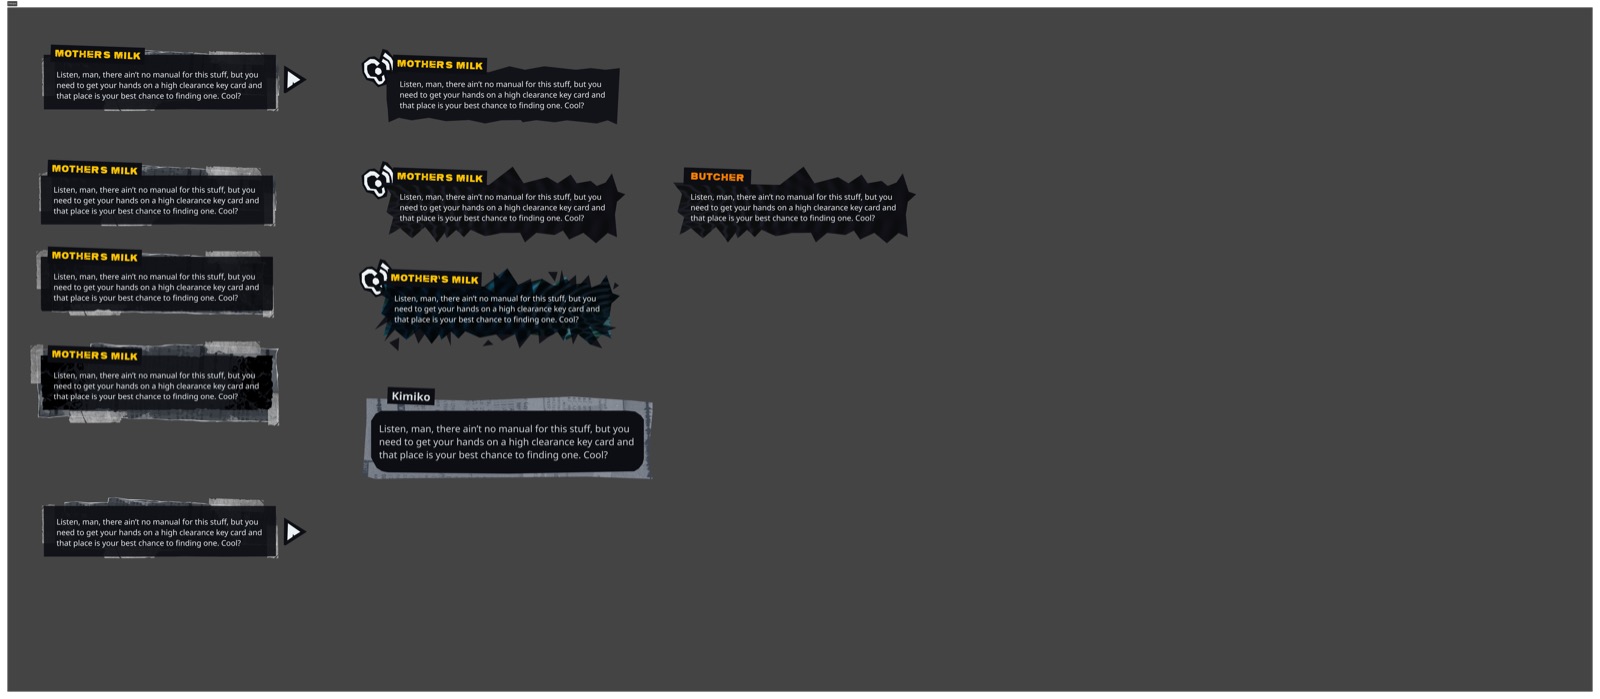 MOTHERS MILK
Listen, man, there ain't no manual for this stuff, but you
need to get your hands on a high clearance key card and
that place is your best chance to finding one. Cool?
MOTHERS MILK
Listen, man, there ain't no manual for this stuff, but you
need to get your hands on a high clearance key card and
that place is your best chance to finding one. Cool?
MOTHERS MILK
Listen, man, there ain't no manual for this stuff, but you
need to get your hands on a high clearance key card and
that place is your best chance to finding one. Cool?
MOTHERS MILK
Listen, man, there ain't no manual for this stuff, but you
need to get your hands on a high clearance key card and
that place is your best chance to finding one. Cool?
Listen, man, there ain't no manual for this stuff, but you
need to get your hands on a high clearance key card and
that place is your best chance to finding one. Cool?
MOTHERS MILK
Listen, man, there ain't no manual for this stuff, but you
need to get your hands on a high clearance key card and
that place is your best chance to finding one. Cool?
MOTHERS MILK
Listen, man, there ain't no manual for this stuff, but you
need to get your hands on a high clearance key card and
that place is your best chance to finding one. Cool?
MOTHER'S MILK
Listen, man, there ain't no manual for this stuff, but you
need to get your hands on a high clearance key card and
that place is your best chance to finding one. Cool?
Kimiko
Listen, man, there ain't no manual for this stuff, but you
need to get your hands on a high clearance key card and
that place is your best chance to finding one. Cool?
BUTCHER
Listen, man, there ain't no manual for this stuff, but you
need to get your hands on a high clearance key card and
that place is your best chance to finding one. Cool?